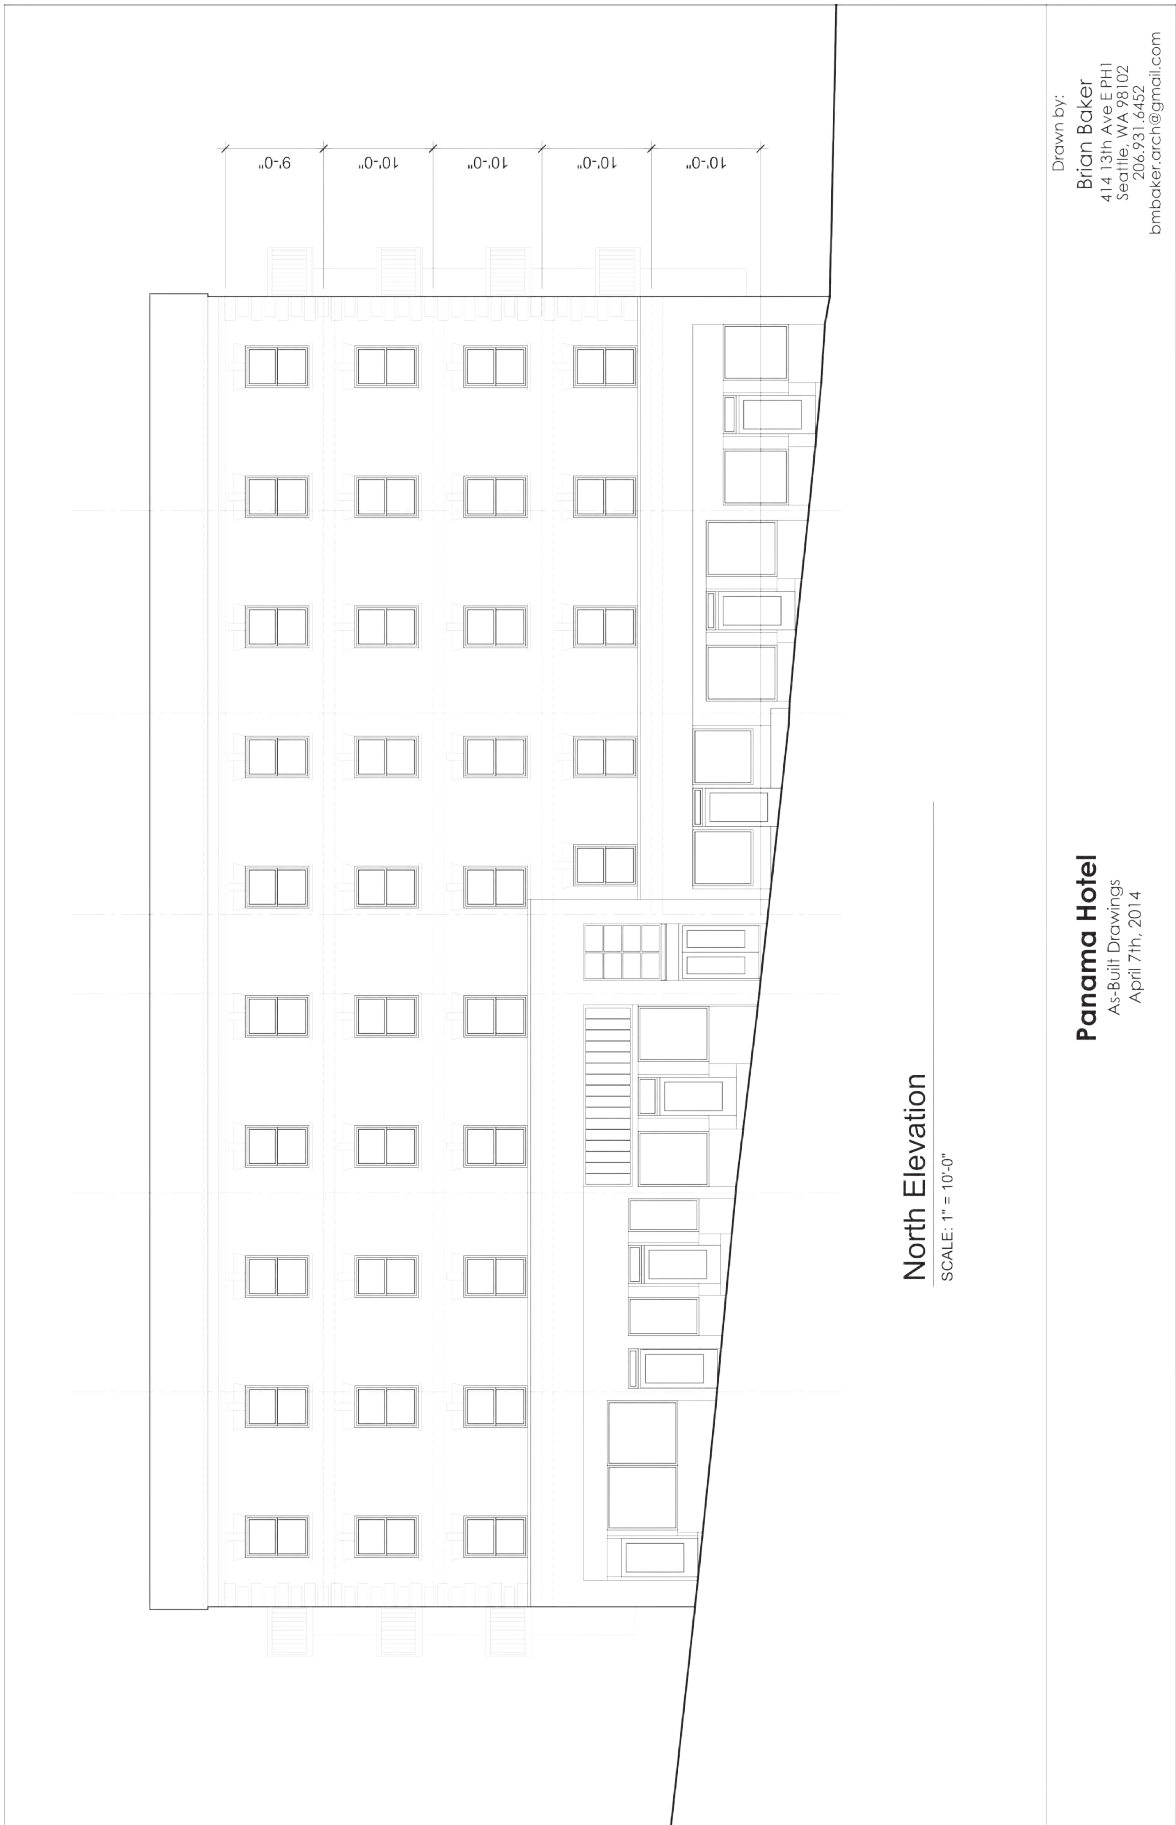 9'-0"
10'-0"
10'-0"
10'-0"
10'-0"
North Elevation
SCALE: 1" = 10'-0"
Panama Hotel
As-Built Drawings
April 7th, 2014
Drawn by:
Brian Baker
414 13th Ave E PH1
Seattle, WA 98102
206.931.6452
bmbaker.arch@gmail.com